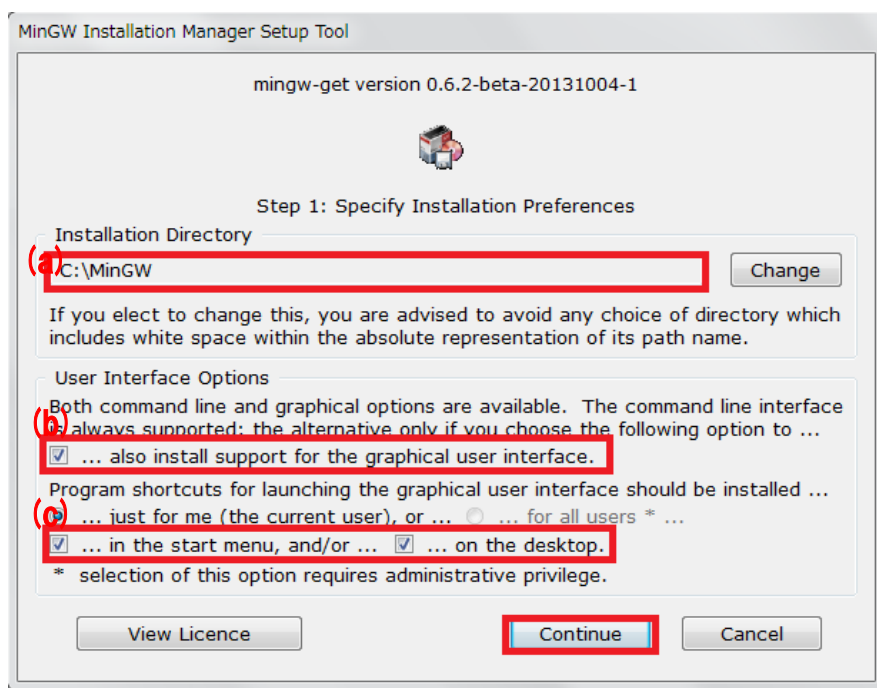 MinGW Installation Manager Setup Tool
mingw-get version 0.6.2-beta-20131004-1
Step 1: Specify Installation Preferences
Installation Directory
(a) C:\MinGW Change
If you elect to change this, you are advised to avoid any choice of directory which
includes white space within the absolute representation of its path name.
User Interface Options
Both command line and graphical options are available. The command line interface
(b) is always supported; the alternative only if you choose the following option to ...
... also install support for the graphical user interface.
Program shortcuts for launching the graphical user interface should be installed ...
(c) ... just for me (the current user), or ... ... for all users * ...
... in the start menu, and/or ... ... on the desktop.
* selection of this option requires administrative privilege.
View Licence Continue Cancel